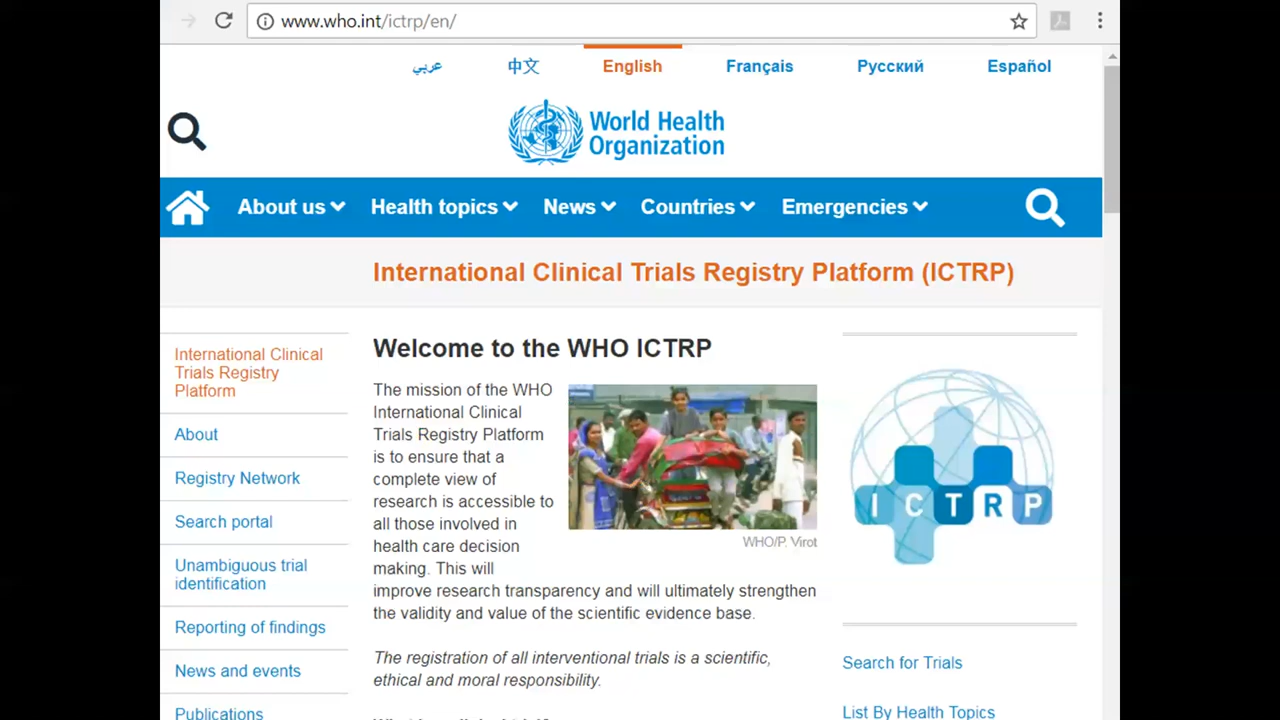 www.who.int/ictrp/en/
عربي
中文
English
Français
Русский
Español
World Health
Organization
About us
Health topics
News
Countries
Emergencies
International Clinical Trials Registry Platform (ICTRP)
International Clinical
Trials Registry
Platform
About
Registry Network
Search portal
Unambiguous trial
identification
Reporting of findings
News and events
Publications
Welcome to the WHO ICTRP
The mission of the WHO
International Clinical
Trials Registry Platform
is to ensure that a
complete view of
research is accessible to
all those involved in
health care decision
making. This will
improve research transparency and will ultimately strengthen
the validity and value of the scientific evidence base.
WHO/P. Virot
The registration of all interventional trials is a scientific,
ethical and moral responsibility.
ICTRP
Search for Trials
List By Health Topics